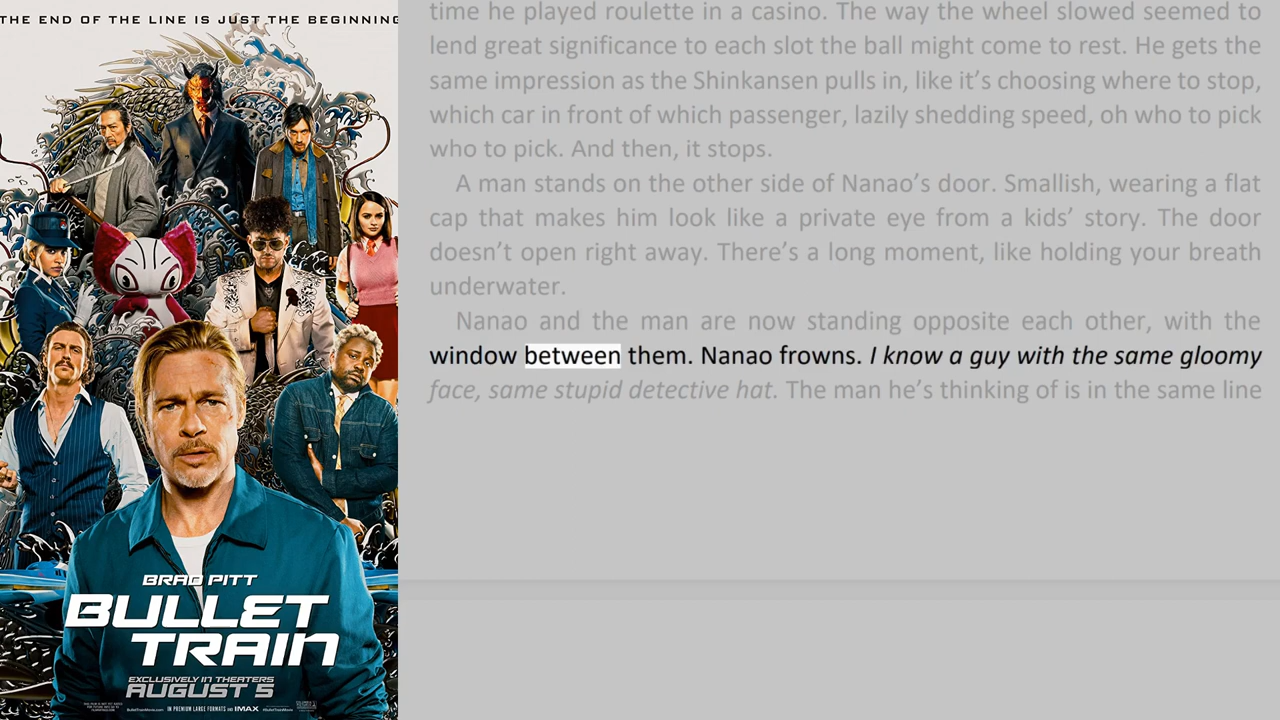 THE END OF THE LINE IS JUST THE BEGINNING
BRAD PITT
BULLET
TRAIN
EXCLUSIVELY IN THEATERS
AUGUST 5
BulletTrainMovie.com
IN PREMIUM LARGE FORMATS AND IMAX
#BulletTrainMovie
time he played roulette in a casino. The way the wheel slowed seemed to
lend great significance to each slot the ball might come to rest. He gets the
same impression as the Shinkansen pulls in, like it’s choosing where to stop,
which car in front of which passenger, lazily shedding speed, oh who to pick
who to pick. And then, it stops.
A man stands on the other side of Nanao’s door. Smallish, wearing a flat
cap that makes him look like a private eye from a kids’ story. The door
doesn’t open right away. There’s a long moment, like holding your breath
underwater.
Nanao and the man are now standing opposite each other, with the
window between them. Nanao frowns. I know a guy with the same gloomy
face, same stupid detective hat. The man he’s thinking of is in the same line